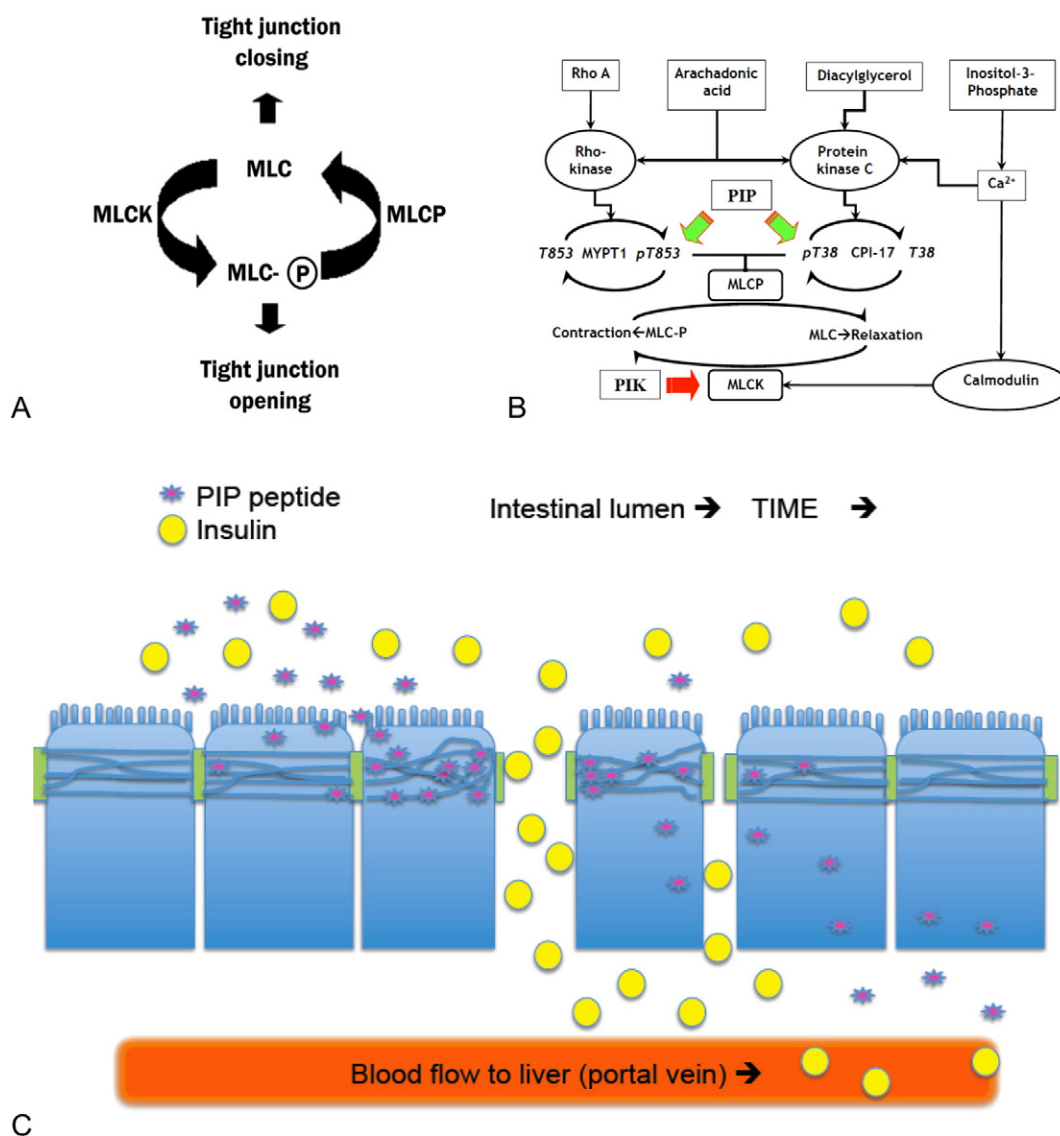 Tight junction
closing
MLC
MLCK
MLCP
MLC- P
Tight junction
opening
A
Rho A
Arachadonic
acid
Diacylglycerol
Inositol-3-
Phosphate
Rho-
kinase
Protein
kinase C
Ca²⁺
PIP
T853 MYPT1 pT853
pT38 CPI-17 T38
MLCP
Contraction←MLC-P
MLC→Relaxation
PIK
MLCK
Calmodulin
B
PIP peptide
Insulin
Intestinal lumen → TIME →
Blood flow to liver (portal vein) →
C